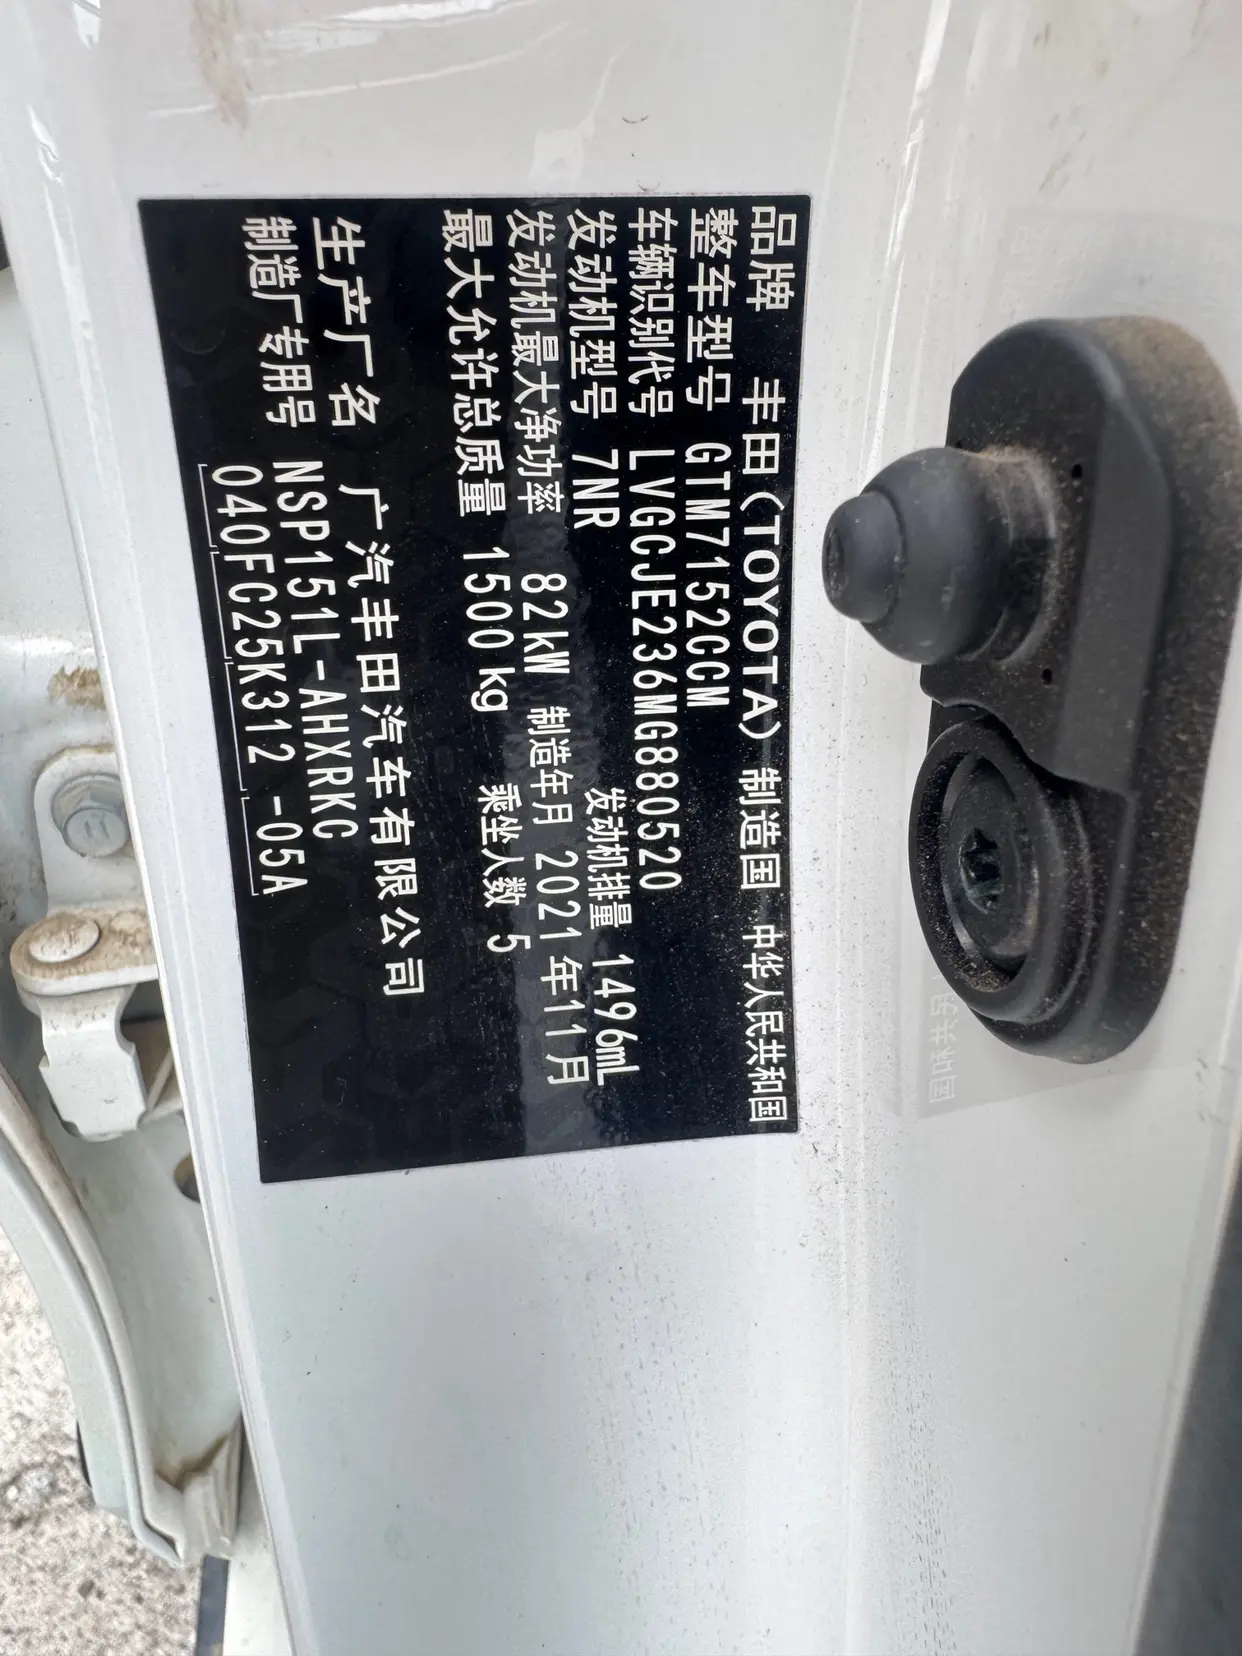 品牌 丰田(TOYOTA) 制造国 中华人民共和国
整车型号 GTM7152CCM
车辆识别代号 LVGCJE236MG880520
发动机型号 7NR 发动机排量 1496mL
发动机最大净功率 82kW 制造年月 2021年11月
最大允许总质量 1500kg 乘坐人数 5
生产厂名 广汽丰田汽车有限公司
制造厂专用号 NSP151L-AHXRKC
040FC25K312-05A